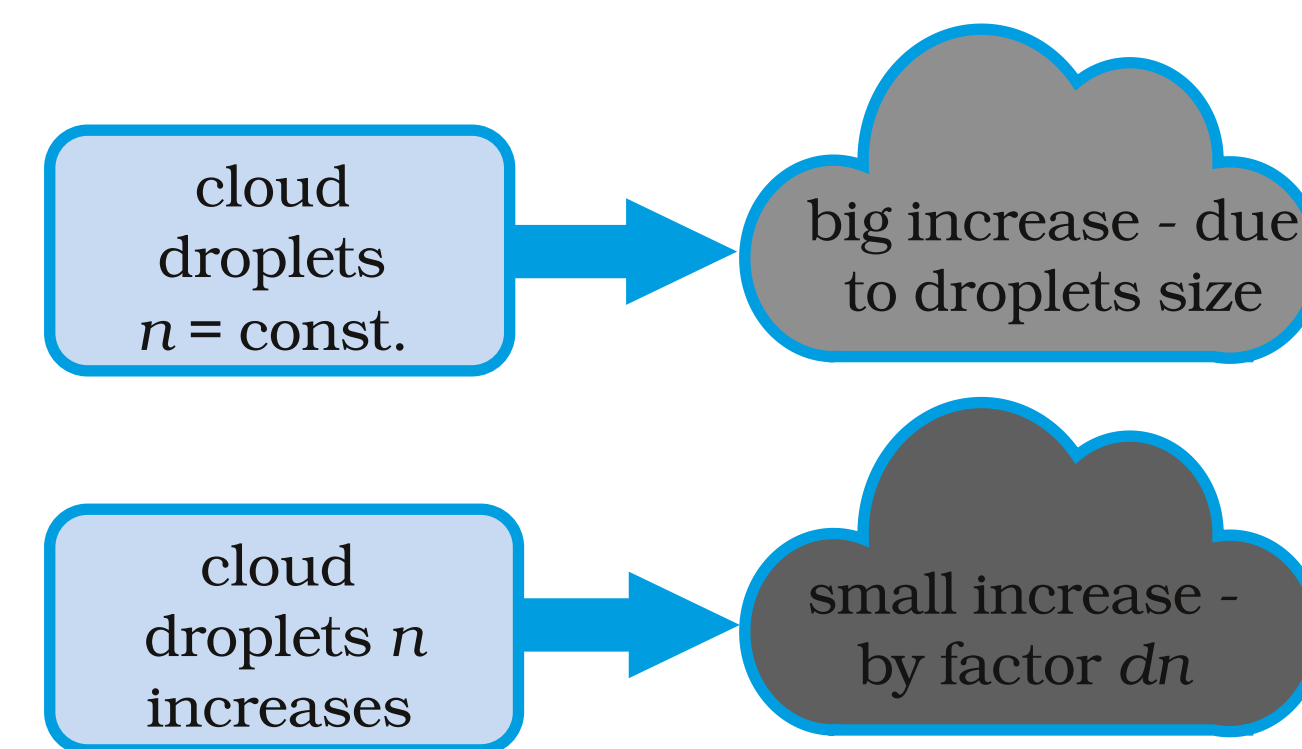 cloud
droplets
n = const.
big increase - due
to droplets size
cloud
droplets n
increases
small increase -
by factor dn